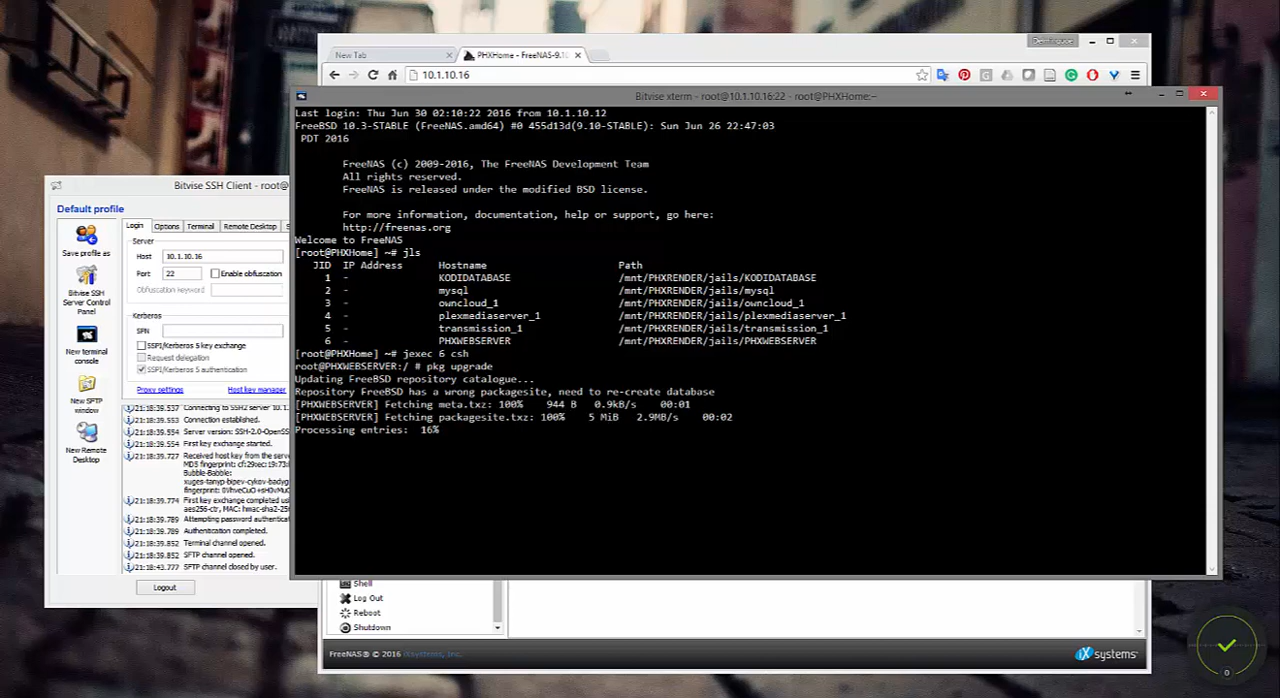 New Tab
PHXHome - FreeNAS-9.1
10.1.10.16
Bitvise xterm - root@10.1.10.16:22 - root@PHXHome:~
Last login: Thu Jun 30 02:10:22 2016 from 10.1.10.12
FreeBSD 10.3-STABLE (FreeNAS.amd64) #0 455d13d(9.10-STABLE): Sun Jun 26 22:47:03
PDT 2016
FreeNAS (c) 2009-2016, The FreeNAS Development Team
All rights reserved.
FreeNAS is released under the modified BSD license.
For more information, documentation, help or support, go here:
http://freenas.org
Welcome to FreeNAS
[root@PHXHome] ~# jls
JID IP Address Hostname Path
1 - KODIDATABASE /mnt/PHXRENDER/jails/KODIDATABASE
2 - mysql /mnt/PHXRENDER/jails/mysql
3 - owncloud_1 /mnt/PHXRENDER/jails/owncloud_1
4 - plexmediaserver_1 /mnt/PHXRENDER/jails/plexmediaserver_1
5 - transmission_1 /mnt/PHXRENDER/jails/transmission_1
6 - PHXWEBSERVER /mnt/PHXRENDER/jails/PHXWEBSERVER
[root@PHXHome] ~# jexec 6 csh
root@PHXWEBSERVER:/ # pkg upgrade
Updating FreeBSD repository catalogue...
Repository FreeBSD has a wrong packagesite, need to re-create database
[PHXWEBSERVER] Fetching meta.txz: 100% 944 B 0.9kB/s 00:01
[PHXWEBSERVER] Fetching packagesite.txz: 100% 5 MiB 2.9MB/s 00:02
Processing entries: 16%
Bitvise SSH Client - root@
Default profile
Save profile as
Bitvise SSH
Server Control
Panel
New terminal
console
New SFTP
window
New Remote
Desktop
Login Options Terminal Remote Desktop S
Server
Host 10.1.10.16
Port 22 Enable obfuscation
Obfuscation keyword
Kerberos
SPN
SSPI/Kerberos 5 key exchange
Request delegation
SSPI/Kerberos 5 authentication
Proxy settings Host key manager
21:18:39.537 Connecting to SSH2 server 10.1.
21:18:39.553 Connection established.
21:18:39.554 Server version: SSH-2.0-OpenSS
21:18:39.554 First key exchange started.
21:18:39.727 Received host key from the serve
MD5 fingerprint: cf:29:ec:19:73:
Bubble-Babble:
xuges-tanyp-bipev-cykov-badyg
21:18:39.774 First key exchange completed us
aes256-ctr, MAC: hmac-sha2-25
21:18:39.789 Attempting password authentica
21:18:39.789 Authentication completed.
21:18:39.852 Terminal channel opened.
21:18:39.852 SFTP channel opened.
21:18:43.777 SFTP channel closed by user.
Logout
Shell
Log Out
Reboot
Shutdown
FreeNAS® © 2016 iXsystems, Inc.
iXsystems
0